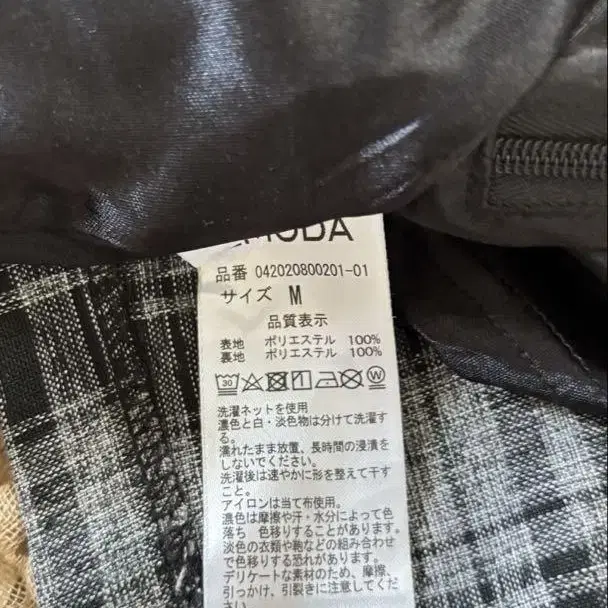 MODA
品番 042020800201-01
サイズ M
品質表示
表地 ポリエステル 100%
裏地 ポリエステル 100%
30
W
洗濯ネットを使用
濃色と白・淡色物は分けて洗濯す
る。
濡れたまま放置、長時間の浸漬を
しないでください。
洗濯後は速やかに形を整えて干す
こと。
アイロンは当て布使用。
濃色は摩擦や汗・水分によって色
落ち 色移りすることがあります。
淡色の衣類や鞄などの組み合わせ
で色移りする恐れがあります。
デリケートな素材のため、摩擦、
引っかけ、引裂きに注意してくださ
い。